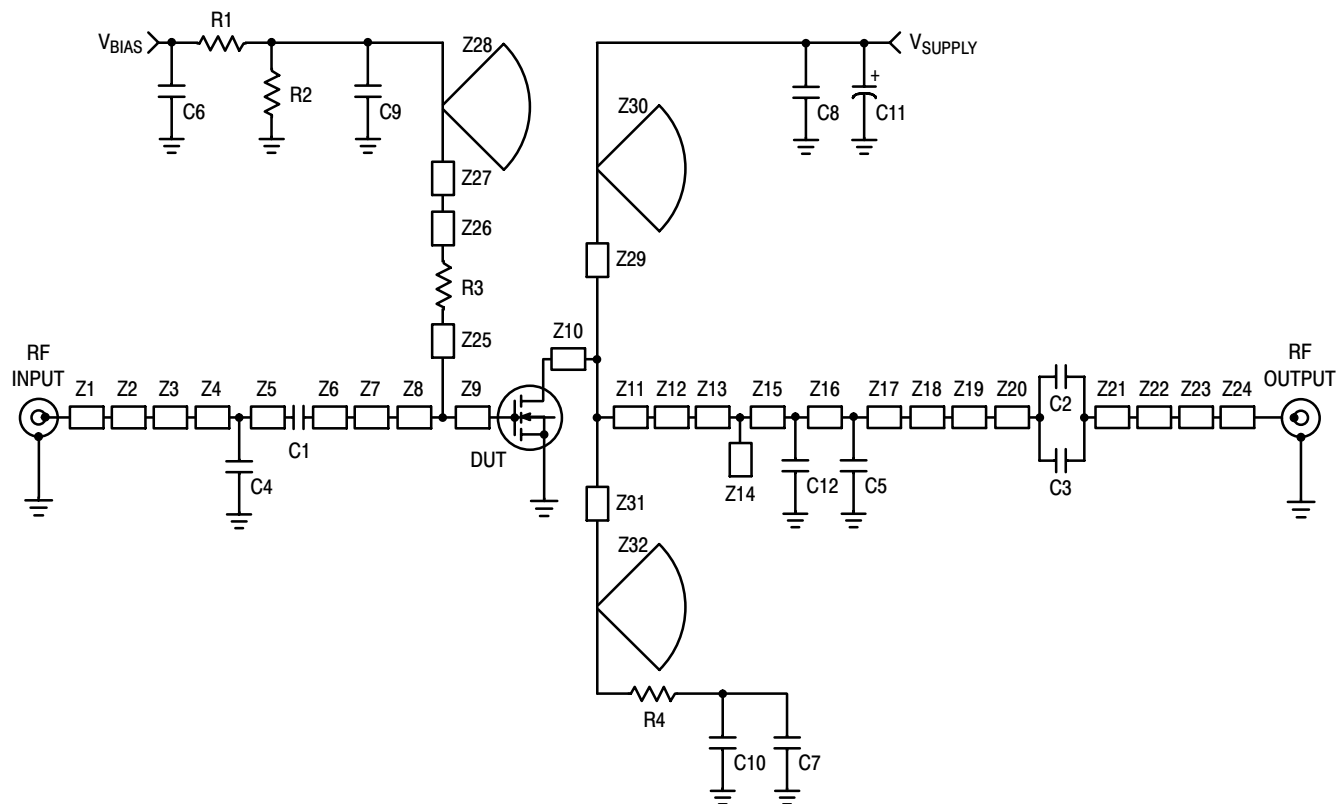 R1
V_BIAS
Z28
V_SUPPLY
R2
C6
C9
Z30
C8
+
C11
Z27
Z26
Z29
R3
Z25
Z10
RF
INPUT
Z1
Z2
Z3
Z4
Z5
Z6
Z7
Z8
Z9
Z11
Z12
Z13
Z15
Z16
Z17
Z18
Z19
Z20
C2
Z21
Z22
Z23
Z24
RF
OUTPUT
C1
DUT
C4
Z14
C12
C5
C3
Z31
Z32
R4
C10
C7